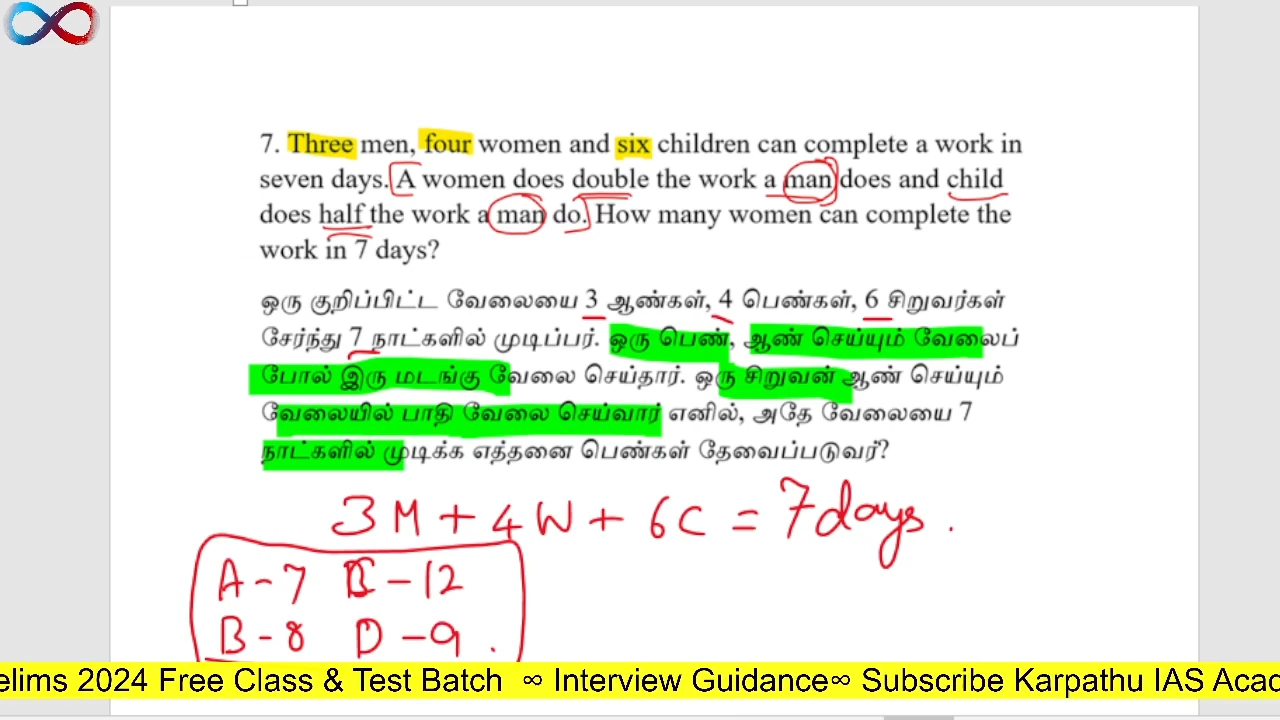 7. Three men, four women and six children can complete a work in
seven days. A women does double the work a man does and child
does half the work a man do. How many women can complete the
work in 7 days?
ஒரு குறிப்பிட்ட வேலையை 3 ஆண்கள், 4 பெண்கள், 6 சிறுவர்கள்
சேர்ந்து 7 நாட்களில் முடிப்பர். ஒரு பெண், ஆண் செய்யும் வேலைப்
போல் இரு மடங்கு வேலை செய்தார். ஒரு சிறுவன் ஆண் செய்யும்
வேலையில் பாதி வேலை செய்வார் எனில், அதே வேலையை 7
நாட்களில் முடிக்க எத்தனை பெண்கள் தேவைப்படுவர்?
3M + 4W + 6C = 7 days.
A - 7 C - 12
B - 8 D - 9.
elims 2024 Free Class & Test Batch ∞ Interview Guidance∞ Subscribe Karpathu IAS Acad